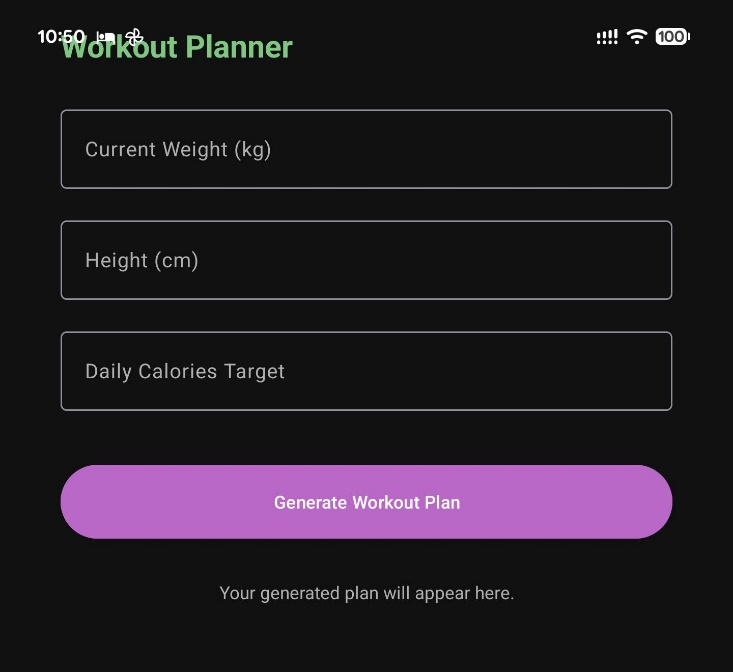 10:50
100
Workout Planner
Current Weight (kg)
Height (cm)
Daily Calories Target
Generate Workout Plan
Your generated plan will appear here.